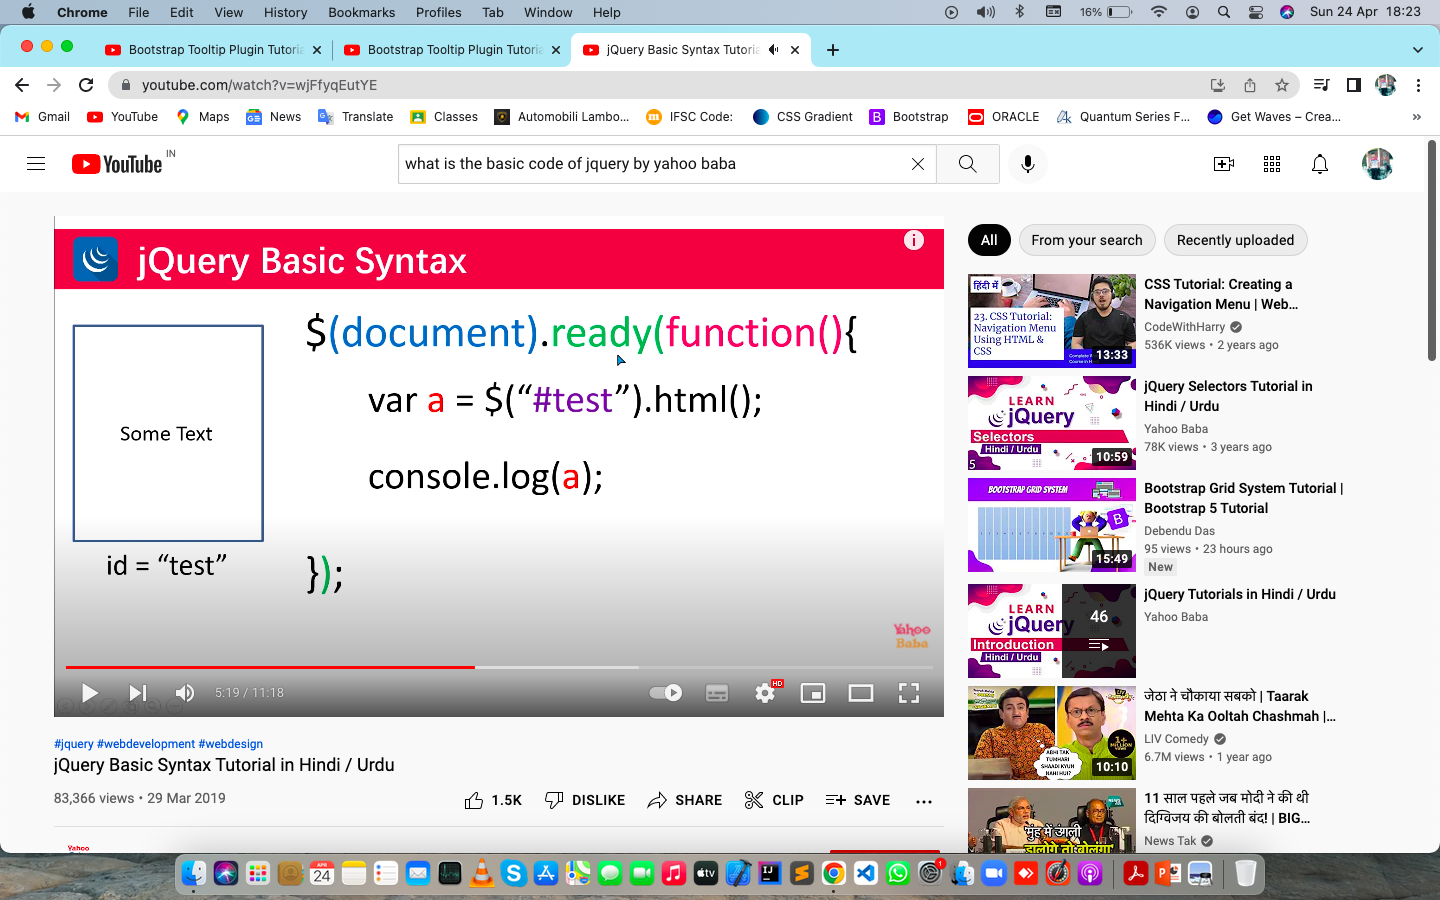 Chrome File Edit View History Bookmarks Profiles Tab Window Help 16% Sun 24 Apr 18:23
Bootstrap Tooltip Plugin Tutoria Bootstrap Tooltip Plugin Tutoria jQuery Basic Syntax Tutoria
youtube.com/watch?v=wjFfyqEutYE
Gmail YouTube Maps News Translate Classes Automobili Lambo... IFSC Code: CSS Gradient Bootstrap ORACLE Quantum Series F... Get Waves – Crea... »
YouTube IN what is the basic code of jquery by yahoo baba
jQuery Basic Syntax
$(document).ready(function(){
var a = $(“#test”).html();
Some Text
console.log(a);
id = “test”
});
Yahoo
Baba
5:19 / 11:18
HD
#jquery #webdevelopment #webdesign
jQuery Basic Syntax Tutorial in Hindi / Urdu
83,366 views • 29 Mar 2019
1.5K DISLIKE SHARE CLIP SAVE
Yahoo
All From your search Recently uploaded
हिंदी में
23. CSS Tutorial:
Navigation Menu
Using HTML &
CSS
13:33
CSS Tutorial: Creating a
Navigation Menu | Web...
CodeWithHarry
536K views • 2 years ago
LEARN
jQuery
Selectors
Hindi / Urdu
5
10:59
jQuery Selectors Tutorial in
Hindi / Urdu
Yahoo Baba
78K views • 3 years ago
BOOTSTRAP GRID SYSTEM
B
15:49
Bootstrap Grid System Tutorial |
Bootstrap 5 Tutorial
Debendu Das
95 views • 23 hours ago
New
LEARN
jQuery
Introduction
Hindi / Urdu
46
jQuery Tutorials in Hindi / Urdu
Yahoo Baba
ABHI TAK
TUMHARI
SHAADI KYUN
NAHI HUI?
1+
MILLION
10:10
जेठा ने चौकाया सबको | Taarak
Mehta Ka Ooltah Chashmah |...
LIV Comedy
6.7M views • 1 year ago
'मुंह में उंगली
डालोगे तो बोलूंगा'
11 साल पहले जब मोदी ने की थी
दिग्विजय की बोलती बंद! | BIG...
News Tak
APR
24
tv
IJ
1